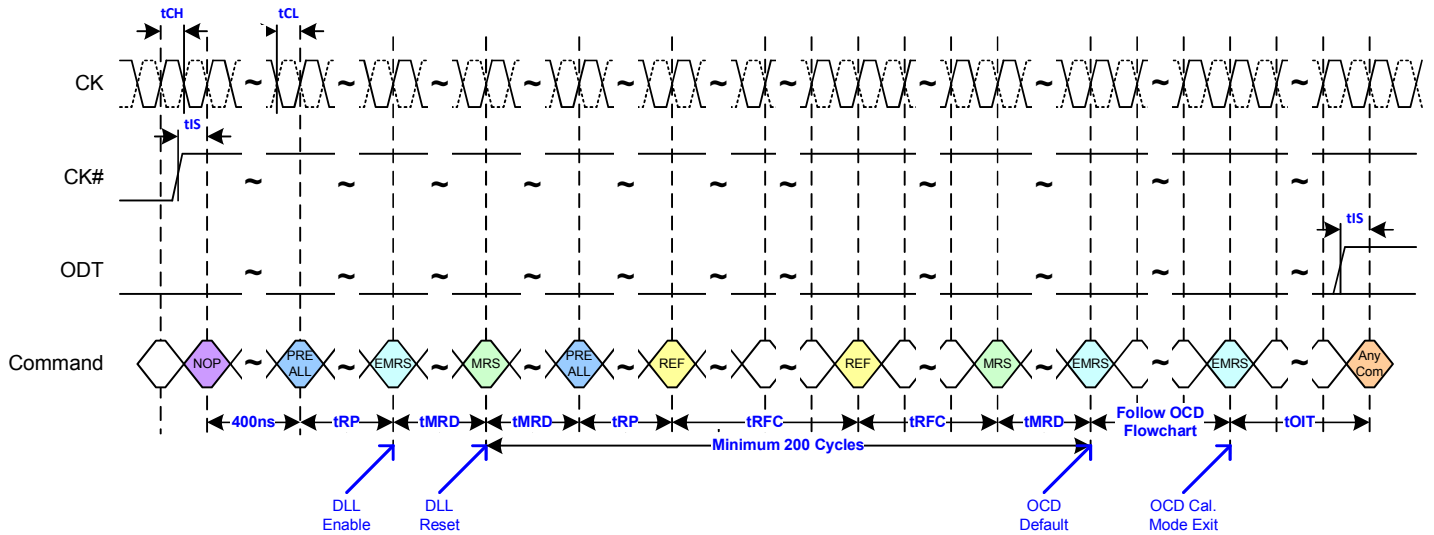 tCH
tCL
CK
~ ~ ~ ~ ~ ~ ~ ~ ~ ~
tIS
CK#
~ ~ ~ ~ ~ ~ ~ ~ ~ ~
tIS
ODT
~ ~ ~ ~ ~ ~ ~ ~ ~ ~
Command
NOP
~
PRE
ALL
~
EMRS
~
MRS
~
PRE
ALL
~
REF
~
~
REF
~
MRS
~
EMRS
~
EMRS
~
Any
Com
400ns
tRP
tMRD
tMRD
tRP
tRFC
tRFC
tMRD
Follow OCD
Flowchart
tOIT
Minimum 200 Cycles
DLL
Enable
DLL
Reset
OCD
Default
OCD Cal.
Mode Exit